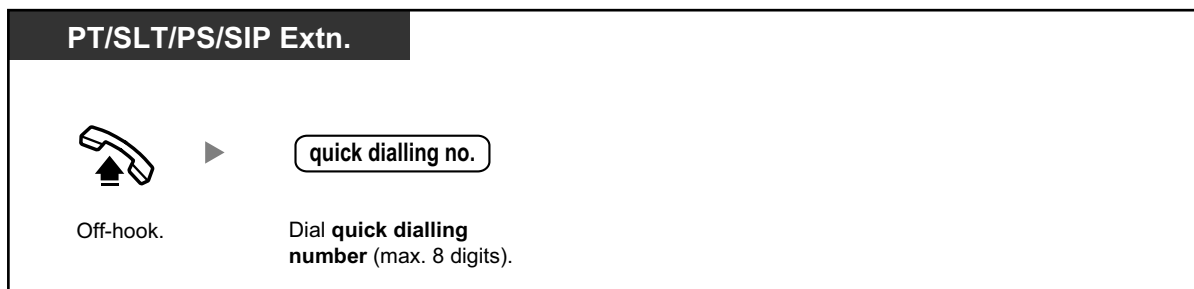 PT/SLT/PS/SIP Extn.
quick dialling no.
Off-hook.
Dial quick dialling
number (max. 8 digits).